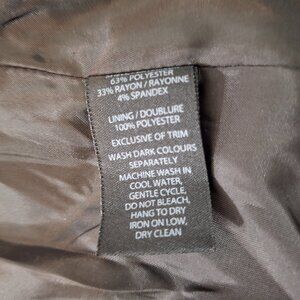 63% POLYESTER
33% RAYON / RAYONNE
4% SPANDEX
LINING / DOUBLURE
100% POLYESTER
EXCLUSIVE OF TRIM
WASH DARK COLOURS
SEPARATELY
MACHINE WASH IN
COOL WATER,
GENTLE CYCLE,
DO NOT BLEACH,
HANG TO DRY
IRON ON LOW,
DRY CLEAN